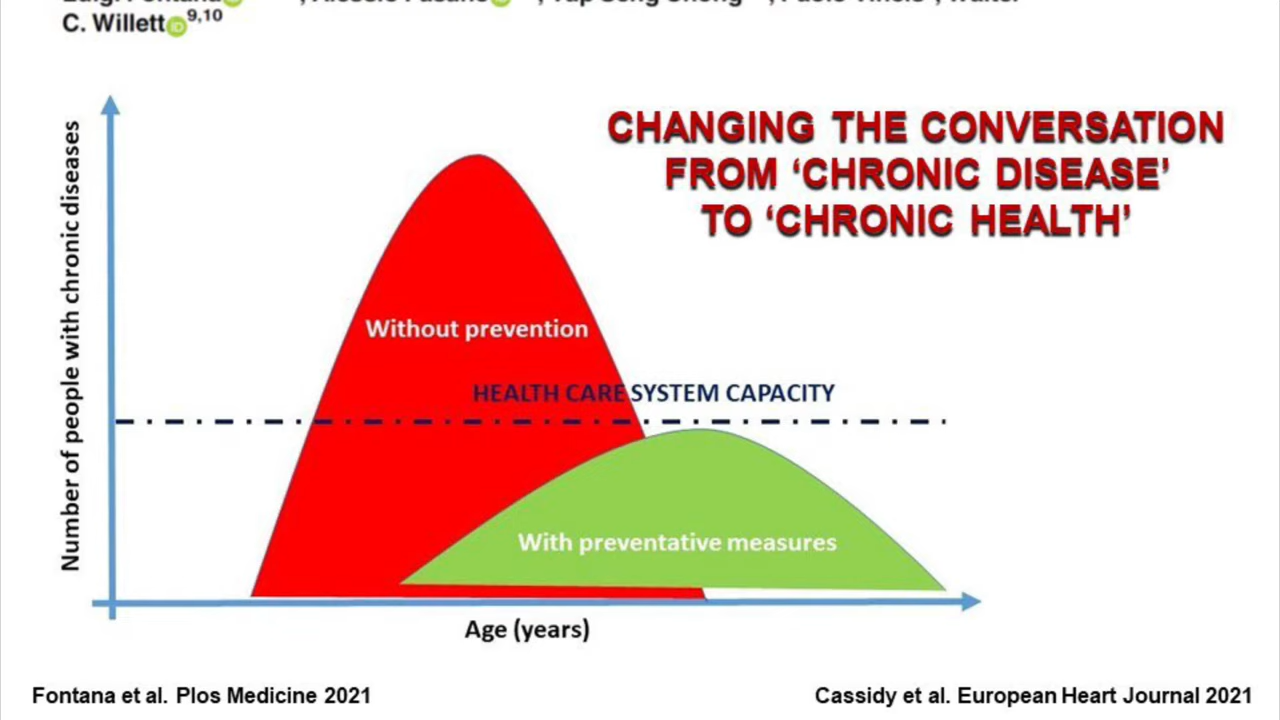 C. Willett 9,10
CHANGING THE CONVERSATION
FROM ‘CHRONIC DISEASE’
TO ‘CHRONIC HEALTH’
Number of people with chronic diseases
Without prevention
HEALTH CARE SYSTEM CAPACITY
With preventative measures
Age (years)
Fontana et al. Plos Medicine 2021
Cassidy et al. European Heart Journal 2021